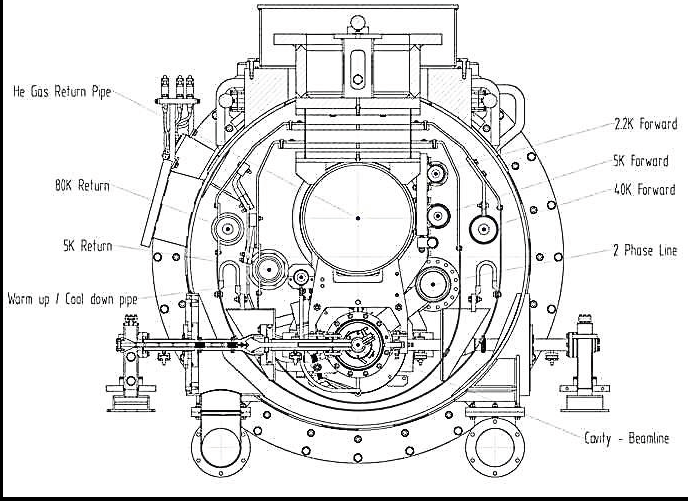 He Gas Return Pipe
80K Return
5K Return
Warm up / Cool down pipe
2.2K Forward
5K Forward
40K Forward
2 Phase Line
Cavity - Beamline